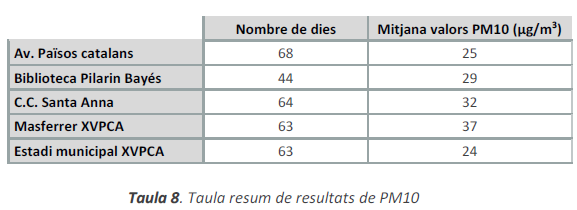 Nombre de dies Mitjana valors PM10 (µg/m³)
Av. Països catalans 68 25
Biblioteca Pilarin Bayés 44 29
C.C. Santa Anna 64 32
Masferrer XVPCA 63 37
Estadi municipal XVPCA 63 24
Taula 8. Taula resum de resultats de PM10